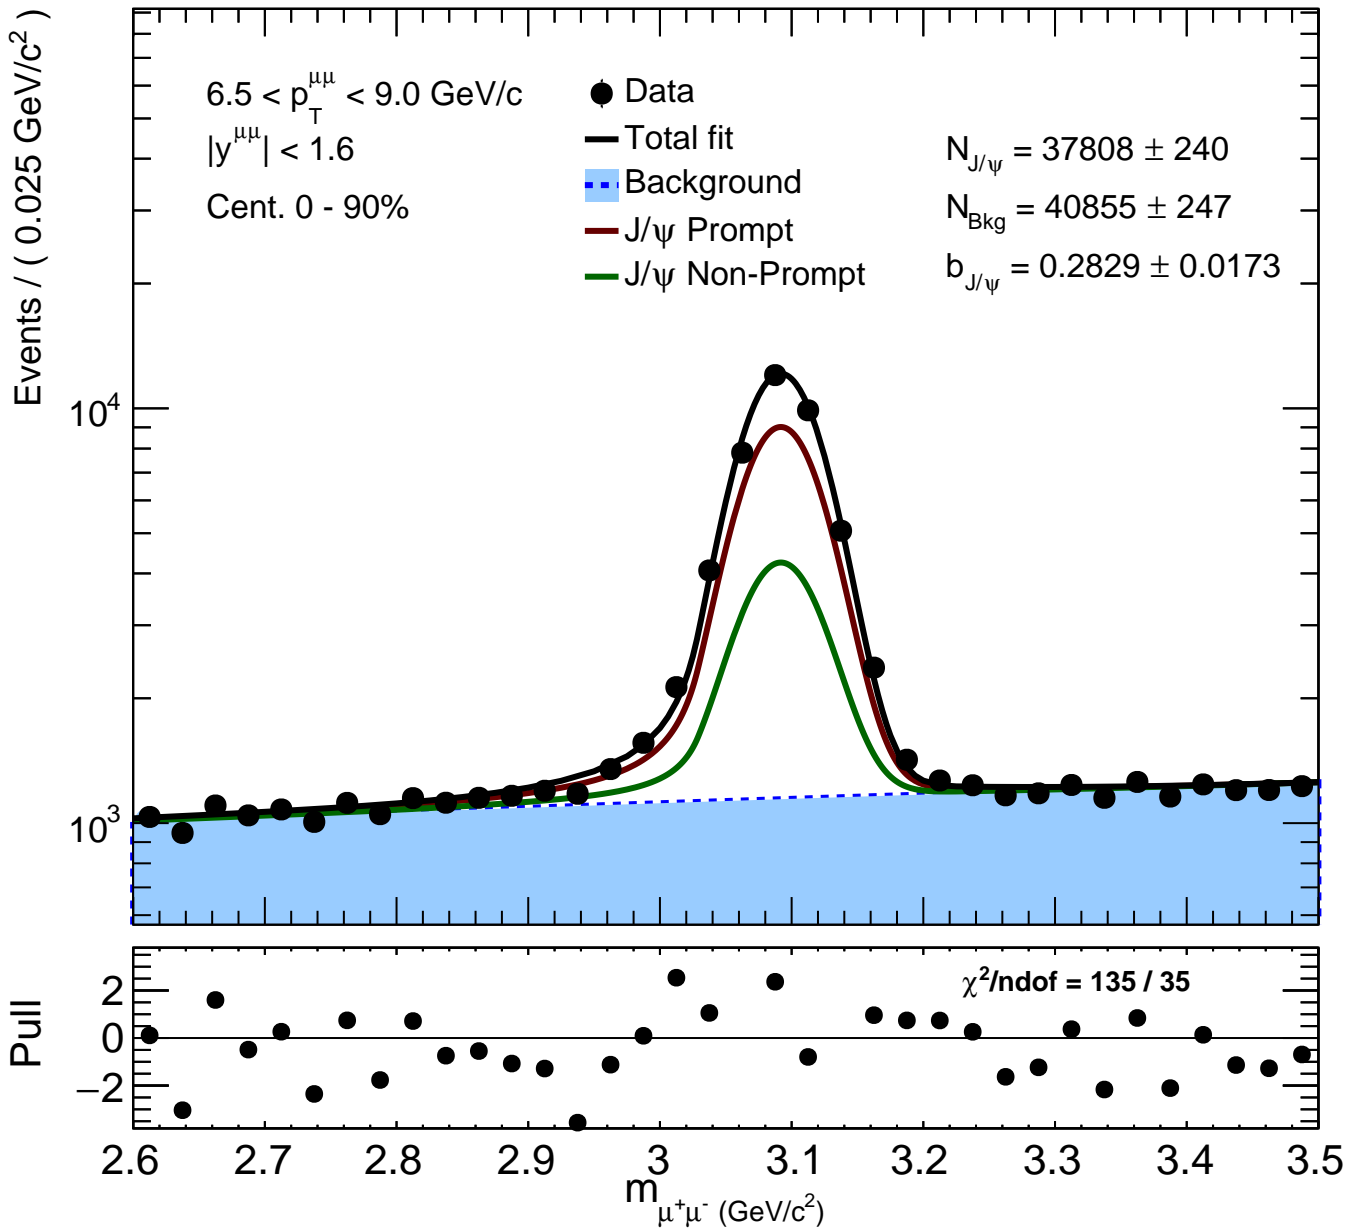 Events / ( 0.025 GeV/c²)
6.5 < p_T^μμ < 9.0 GeV/c
|y^μμ| < 1.6
Cent. 0 - 90%
Data
Total fit
Background
J/ψ Prompt
J/ψ Non-Prompt
N_J/ψ = 37808 ± 240
N_Bkg = 40855 ± 247
b_J/ψ = 0.2829 ± 0.0173
10⁴
10³
Pull
2
0
−2
χ²/ndof = 135 / 35
2.6 2.7 2.8 2.9 3 3.1 3.2 3.3 3.4 3.5
m_μ⁺μ⁻ (GeV/c²)